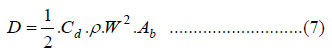 D = 1/2 . C_d . ρ . W^2 . A_b ............................(7)